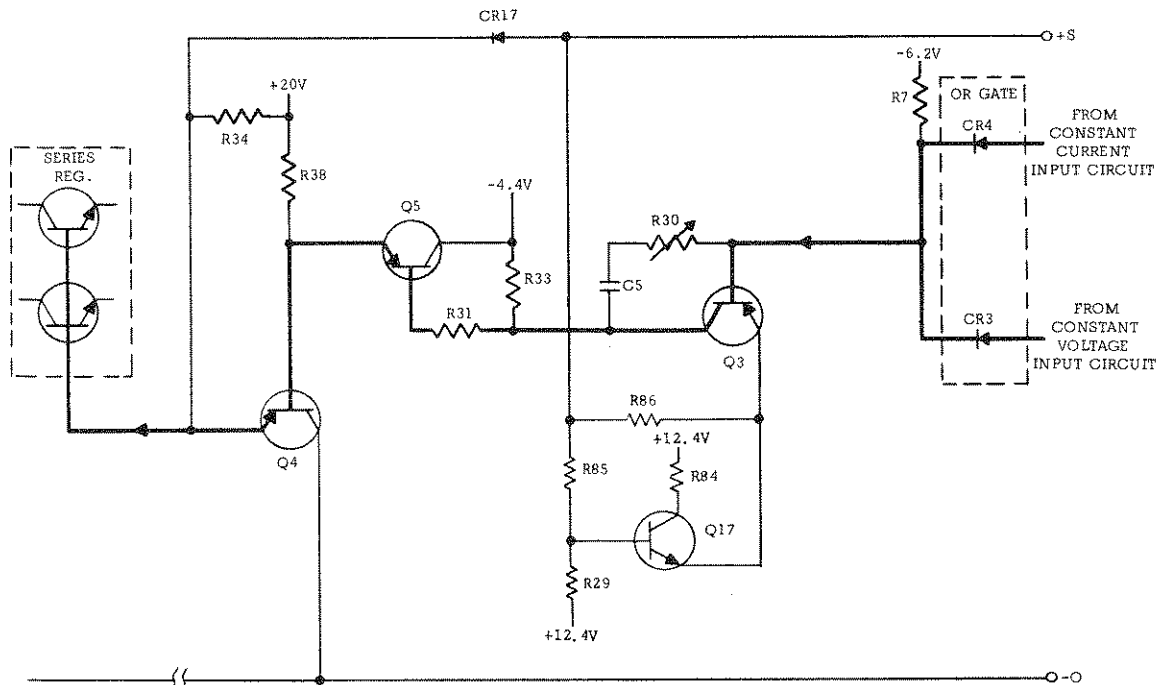 CR17
+S
-6.2V
+20V
R7
OR GATE
R34
CR4
FROM
CONSTANT
CURRENT
INPUT CIRCUIT
SERIES
REG.
R38
-4.4V
Q5
R30
R33
C5
R31
CR3
FROM
CONSTANT
VOLTAGE
INPUT CIRCUIT
Q3
R86
+12.4V
Q4
R85
R84
Q17
R29
+12.4V
-O